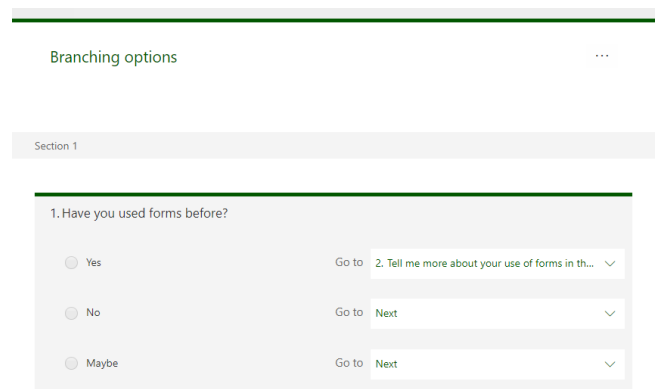 Branching options ...
Section 1
1. Have you used forms before?
Yes Go to 2. Tell me more about your use of forms in th...
No Go to Next
Maybe Go to Next